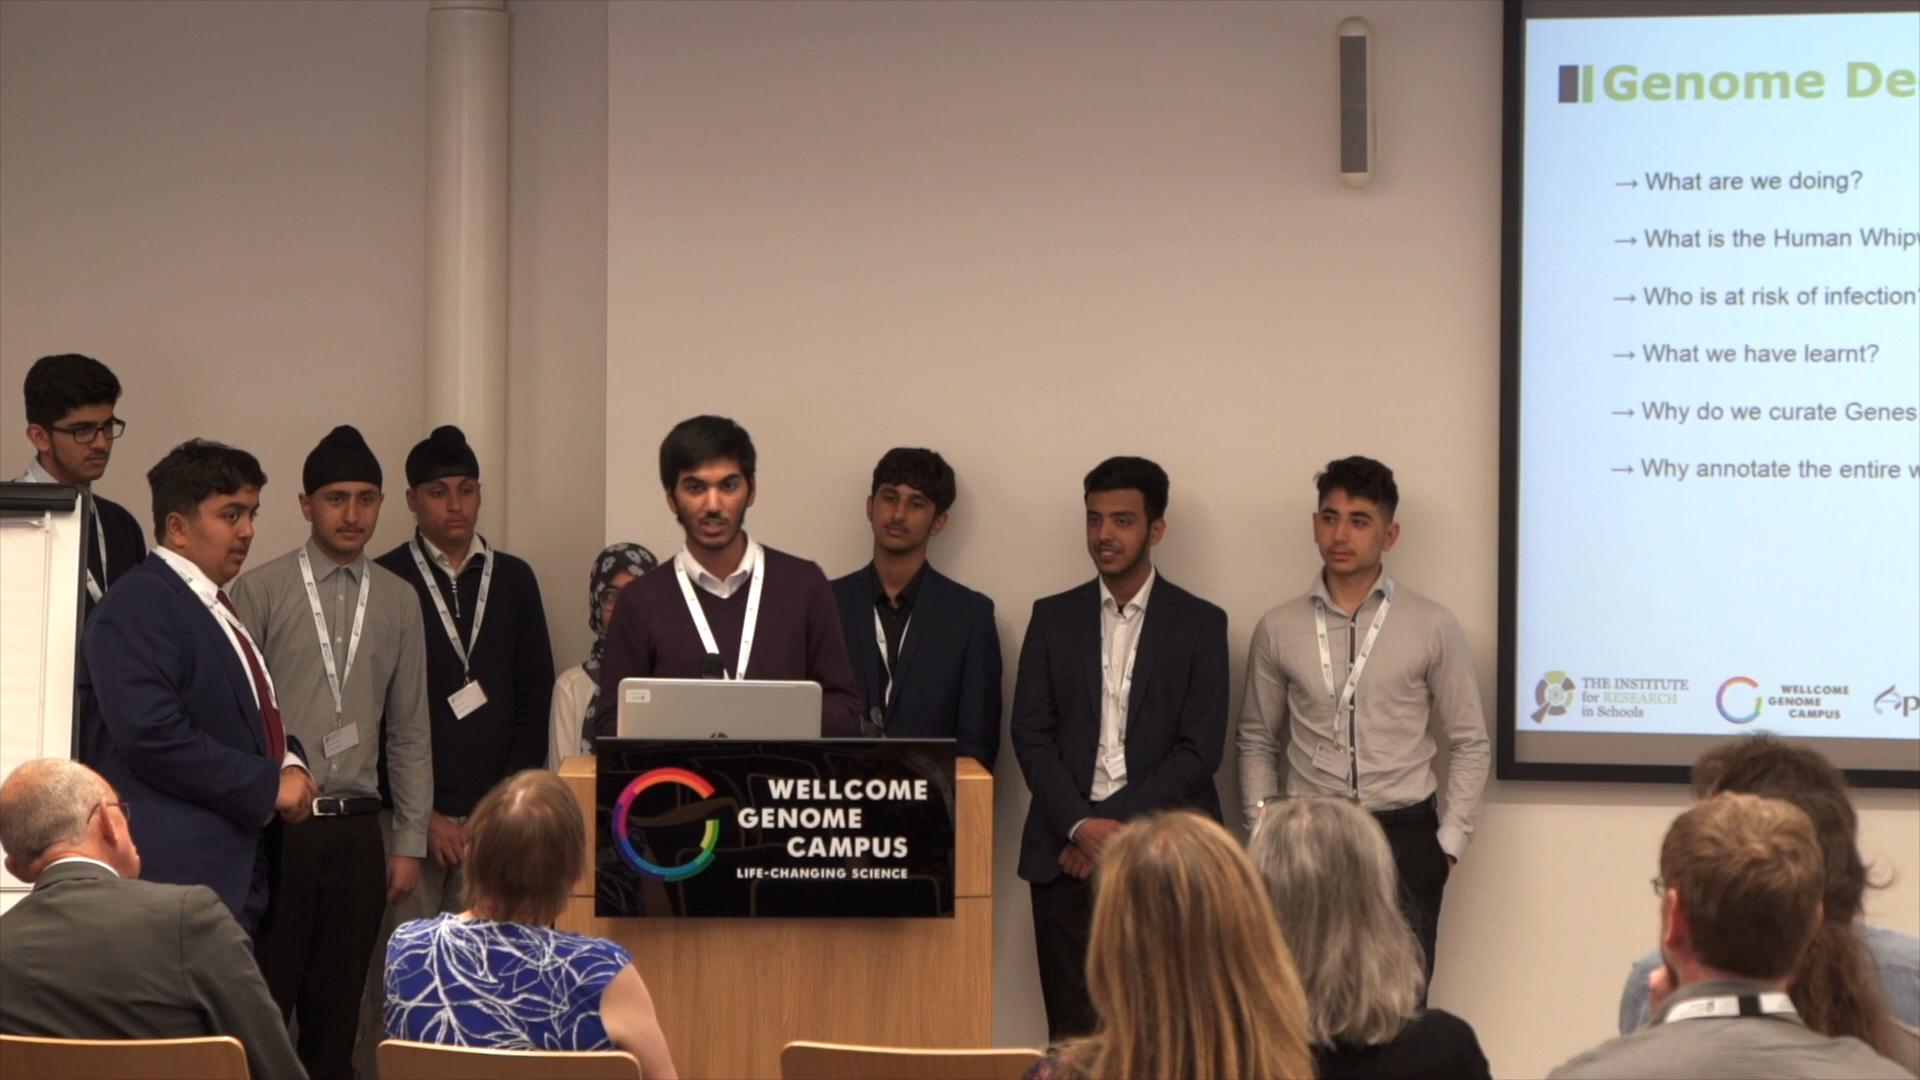 Genome De
→ What are we doing?
→ What is the Human Whip
→ Who is at risk of infection
→ What we have learnt?
→ Why do we curate Genes
→ Why annotate the entire w
THE INSTITUTE
for RESEARCH
in Schools
WELLCOME
GENOME
CAMPUS
WELLCOME
GENOME
CAMPUS
LIFE-CHANGING SCIENCE